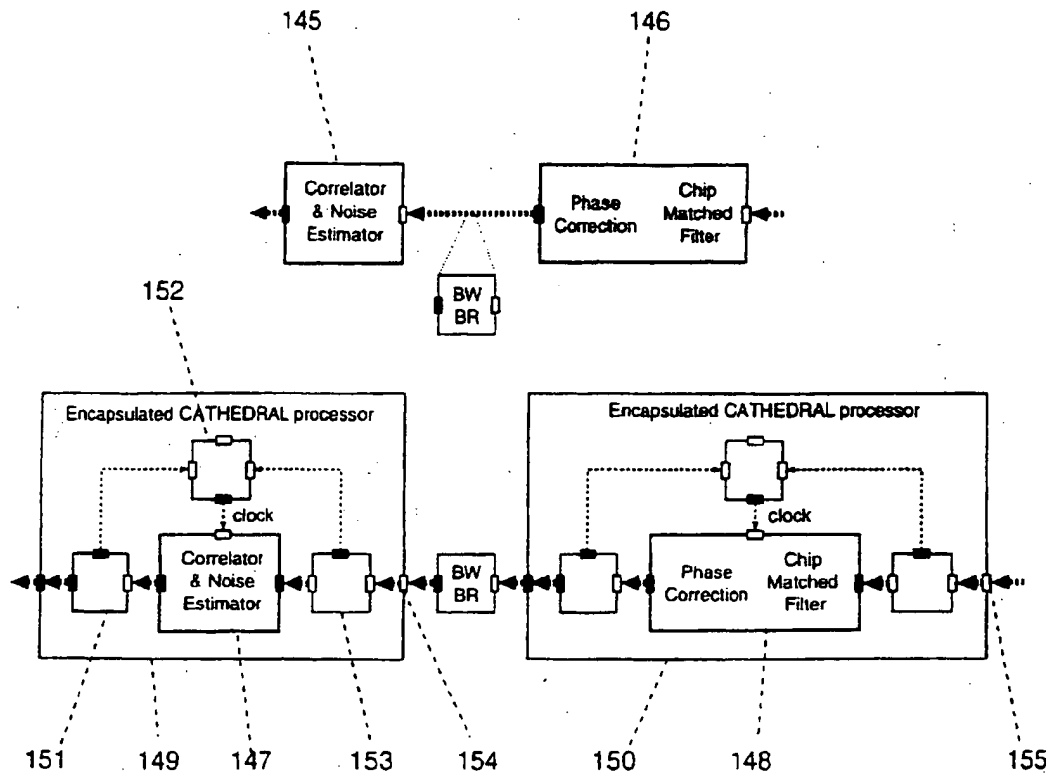 145
146
Correlator
& Noise
Estimator
Phase
Correction
Chip
Matched
Filter
BW
BR
152
Encapsulated CATHEDRAL processor
Encapsulated CATHEDRAL processor
clock
clock
Correlator
& Noise
Estimator
BW
BR
Phase
Correction
Chip
Matched
Filter
151
149
147
153
154
150
148
155